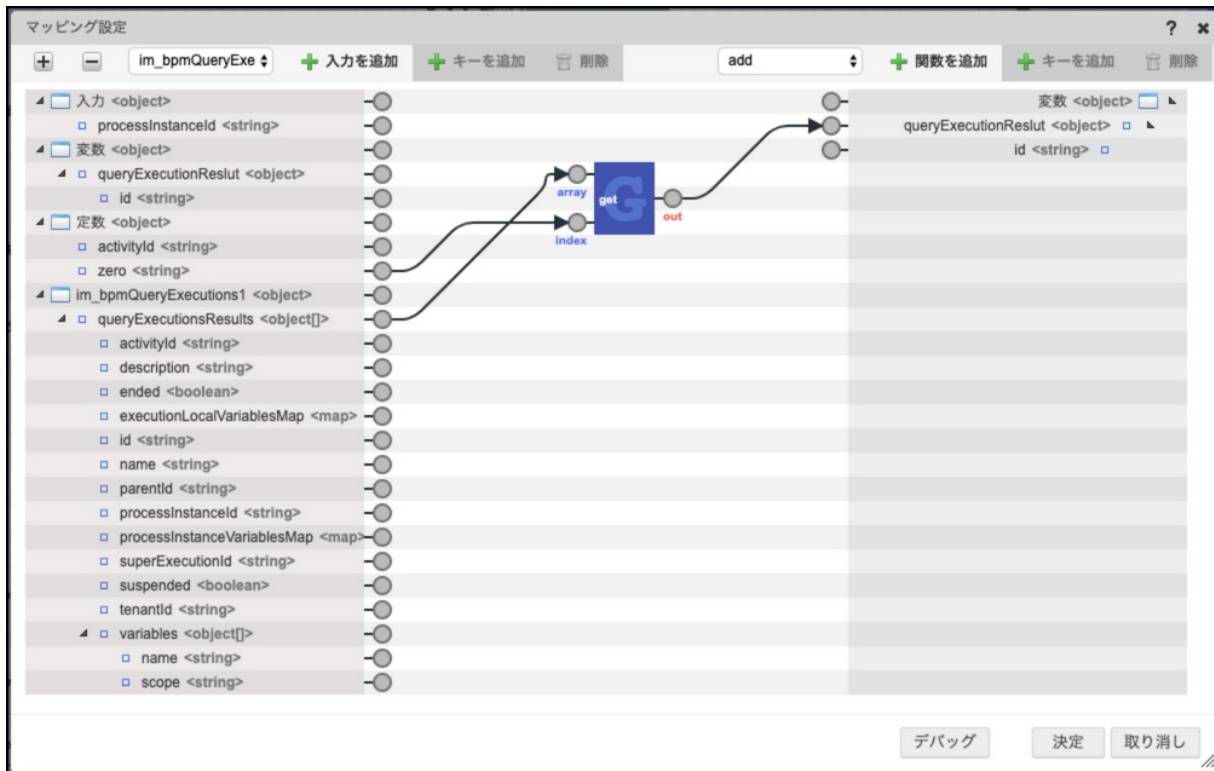 マッピング設定 ? ×
im_bpmQueryExe 入力を追加 キーを追加 削除 add 関数を追加 キーを追加 削除
入力 <object> 変数 <object>
processInstanceId <string> queryExecutionReslut <object>
変数 <object> id <string>
queryExecutionReslut <object>
id <string>
array get out
index
定数 <object>
activityId <string>
zero <string>
im_bpmQueryExecutions1 <object>
queryExecutionsResults <object[]>
activityId <string>
description <string>
ended <boolean>
executionLocalVariablesMap <map>
id <string>
name <string>
parentId <string>
processInstanceId <string>
processInstanceVariablesMap <map>
superExecutionId <string>
suspended <boolean>
tenantId <string>
variables <object[]>
name <string>
scope <string>
デバッグ 決定 取り消し